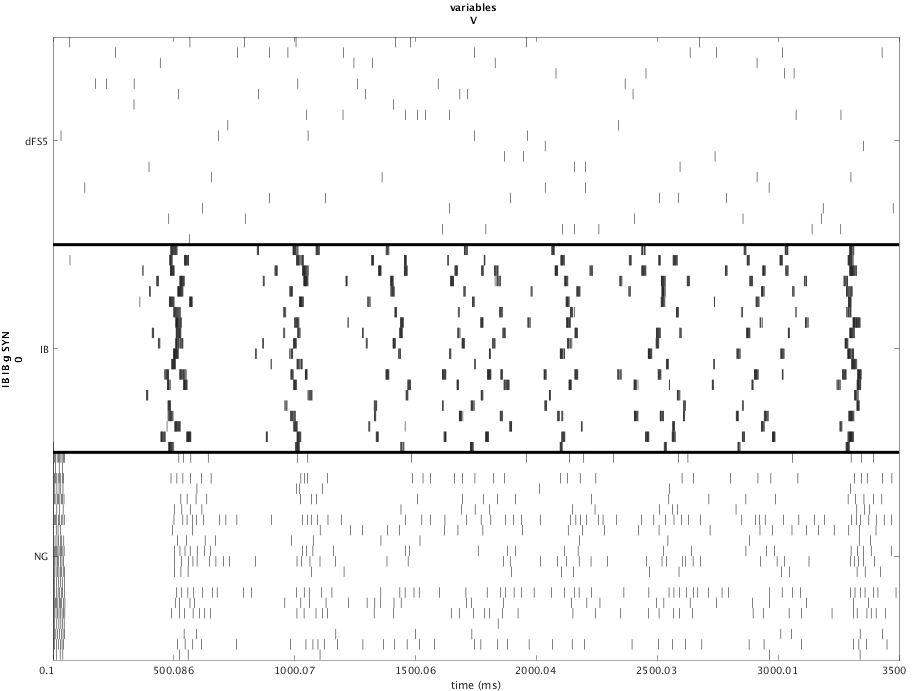 variables
V
dFS5
IB
NG
IB IB g SYN
0
0.1 500.086 1000.07 1500.06 2000.04 2500.03 3000.01 3500
time (ms)